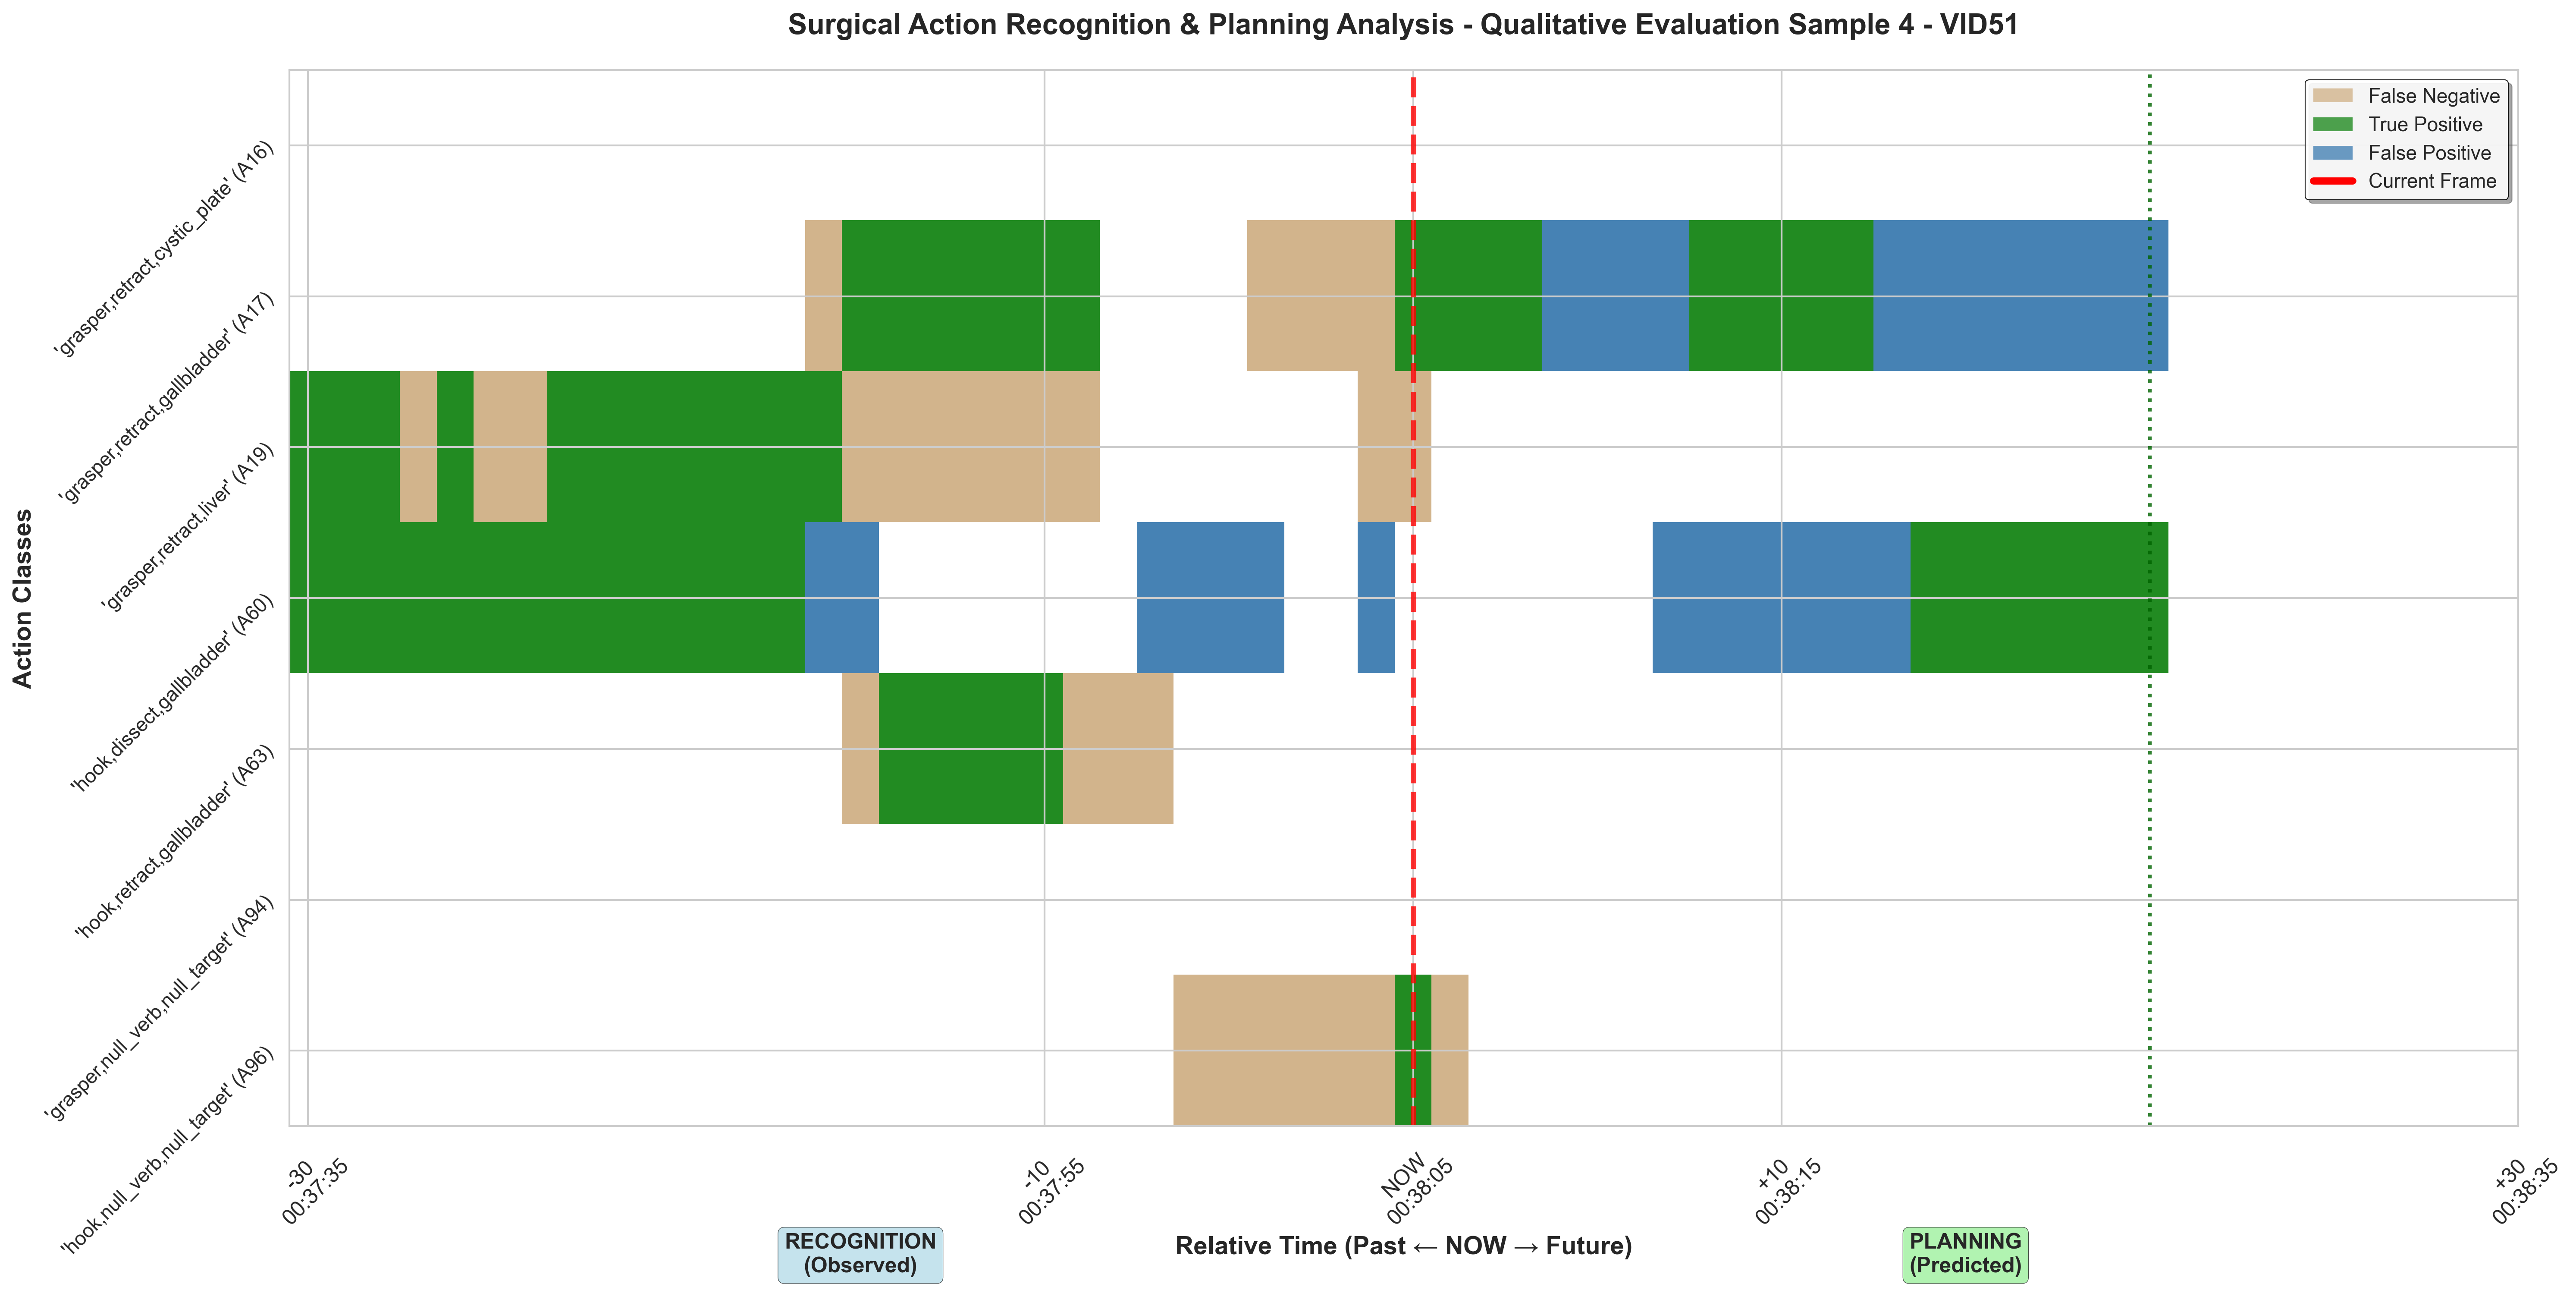 Surgical Action Recognition & Planning Analysis - Qualitative Evaluation Sample 4 - VID51
False Negative
True Positive
False Positive
Current Frame
Action Classes
'grasper,retract,cystic_plate' (A16)
'grasper,retract,gallbladder' (A17)
'grasper,retract,liver' (A19)
'hook,dissect,gallbladder' (A60)
'hook,retract,gallbladder' (A63)
'grasper,null_verb,null_target' (A94)
'hook,null_verb,null_target' (A96)
-30
00:37:35
-10
00:37:55
NOW
00:38:05
+10
00:38:15
+30
00:38:35
Relative Time (Past ← NOW → Future)
RECOGNITION
(Observed)
PLANNING
(Predicted)